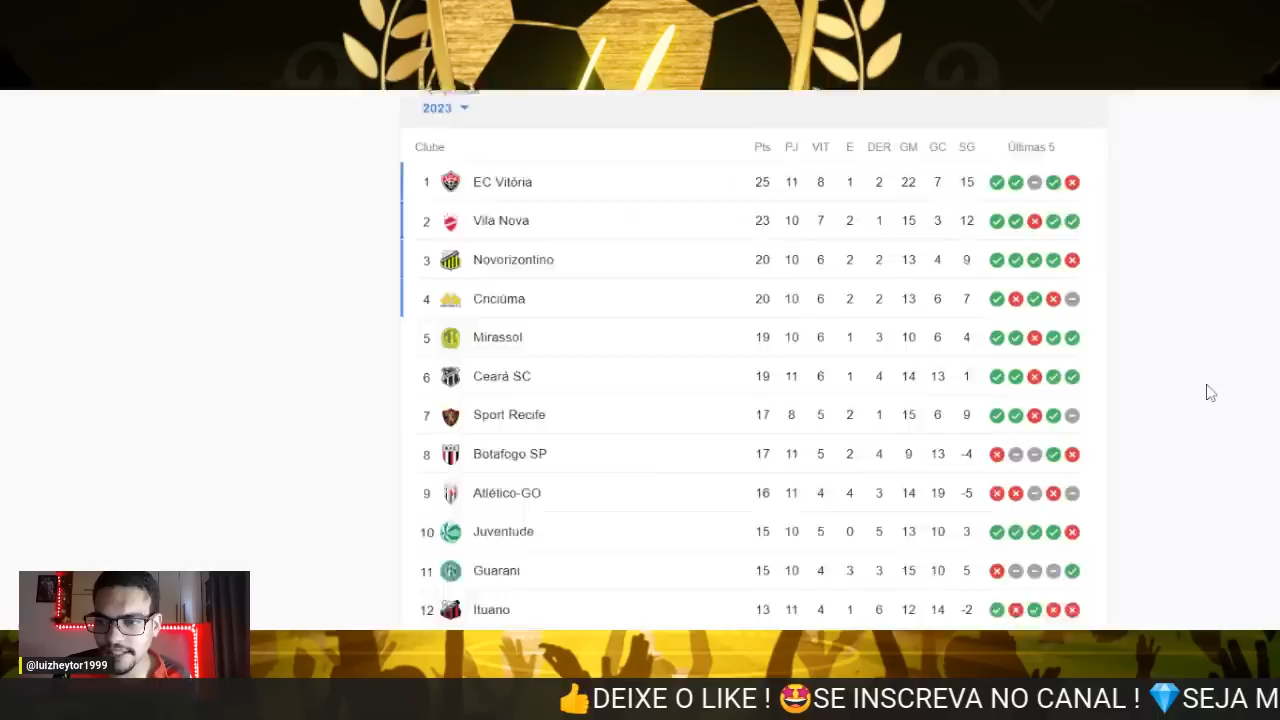 2023
Clube Pts PJ VIT E DER GM GC SG Últimas 5
1 EC Vitória 25 11 8 1 2 22 7 15
2 Vila Nova 23 10 7 2 1 15 3 12
3 Novorizontino 20 10 6 2 2 13 4 9
4 Criciúma 20 10 6 2 2 13 6 7
5 Mirassol 19 10 6 1 3 10 6 4
6 Ceará SC 19 11 6 1 4 14 13 1
7 Sport Recife 17 8 5 2 1 15 6 9
8 Botafogo SP 17 11 5 2 4 9 13 -4
9 Atlético-GO 16 11 4 4 3 14 19 -5
10 Juventude 15 10 5 0 5 13 10 3
11 Guarani 15 10 4 3 3 15 10 5
12 Ituano 13 11 4 1 6 12 14 -2
@luizheytor1999
👍DEIXE O LIKE ! 🤩SE INSCREVA NO CANAL ! 💎SEJA M